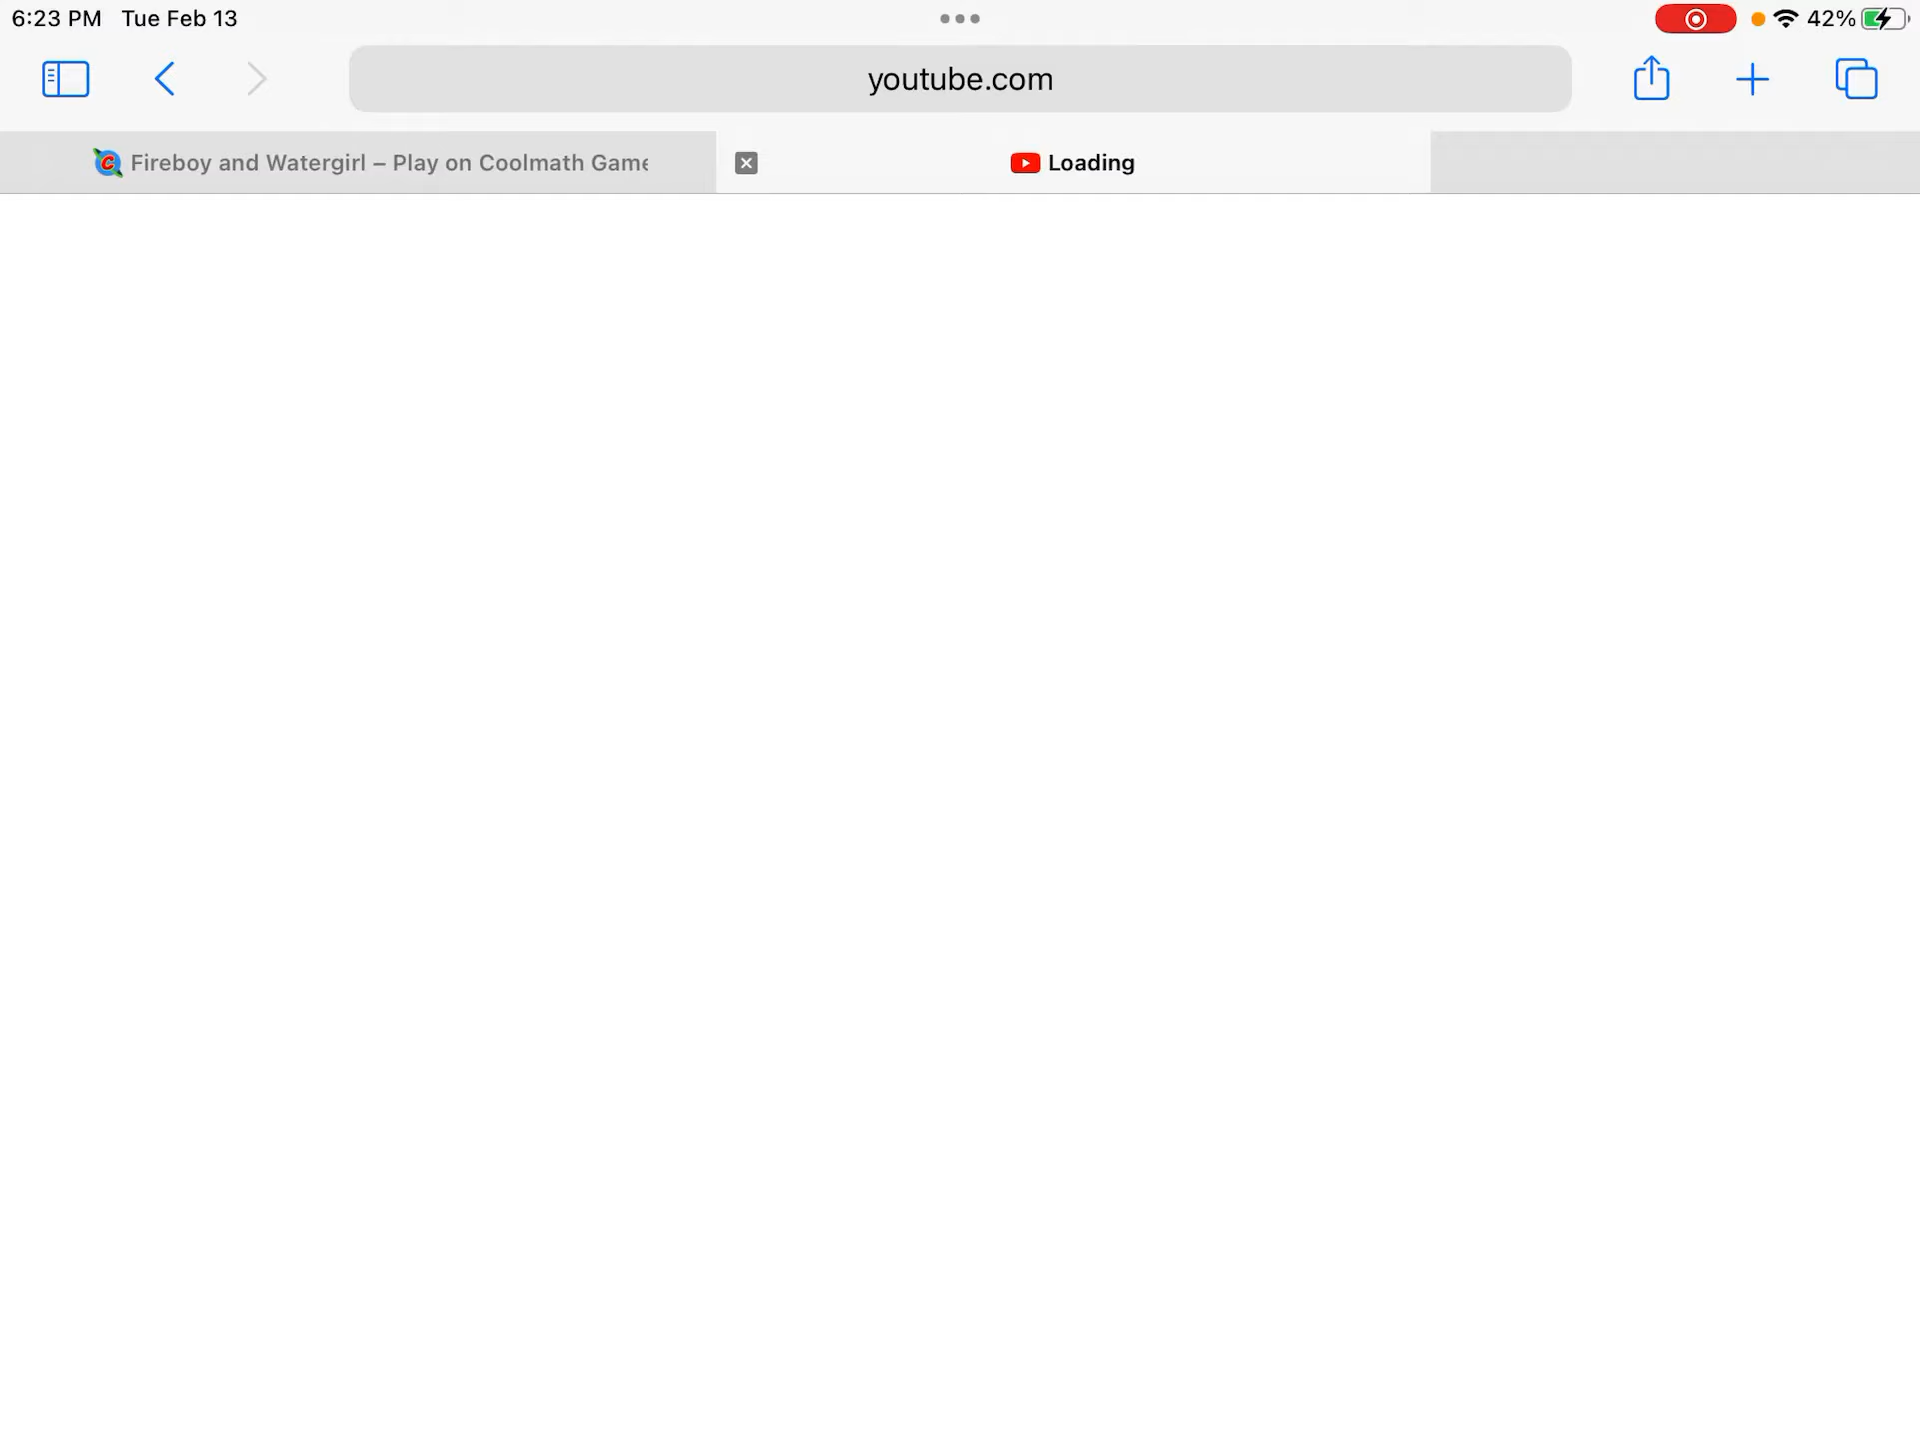 6:23 PM Tue Feb 13
42%
youtube.com
Fireboy and Watergirl – Play on Coolmath Game
Loading